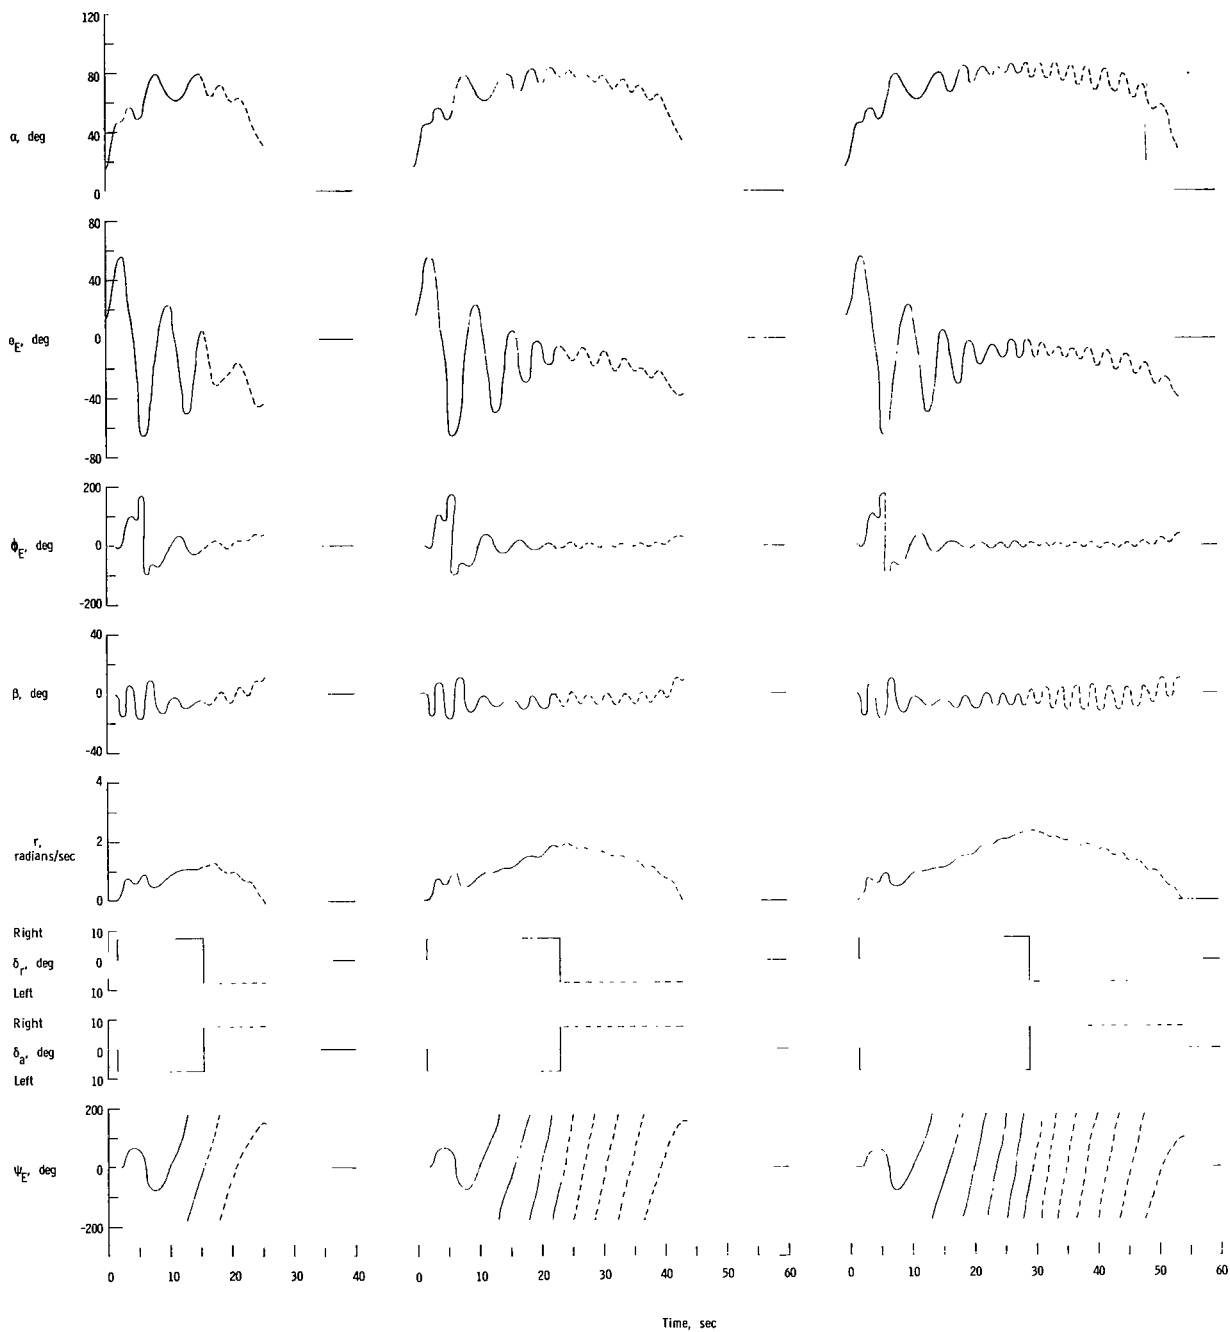 120
80
α, deg
40
0
80
40
θE, deg
0
-40
-80
200
ϕE, deg
0
-200
40
β, deg
0
-40
4
r,
2
radians/sec
0
Right 10
δr, deg 0
Left 10
Right 10
δa, deg 0
Left 10
200
ψE, deg
0
-200
0 10 20 30 40 0 10 20 30 40 50 60 0 10 20 30 40 50 60
Time, sec